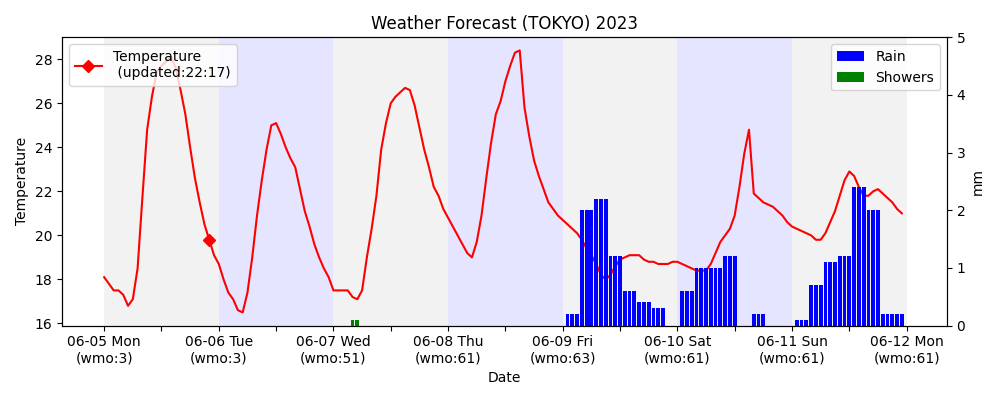 Weather Forecast (TOKYO) 2023
Temperature
(updated:22:17)
Rain
Showers
Temperature
28
26
24
22
20
18
16
5
4
3
2
1
0
mm
06-05 Mon
(wmo:3)
06-06 Tue
(wmo:3)
06-07 Wed
(wmo:51)
06-08 Thu
(wmo:61)
06-09 Fri
(wmo:63)
06-10 Sat
(wmo:61)
06-11 Sun
(wmo:61)
06-12 Mon
(wmo:61)
Date